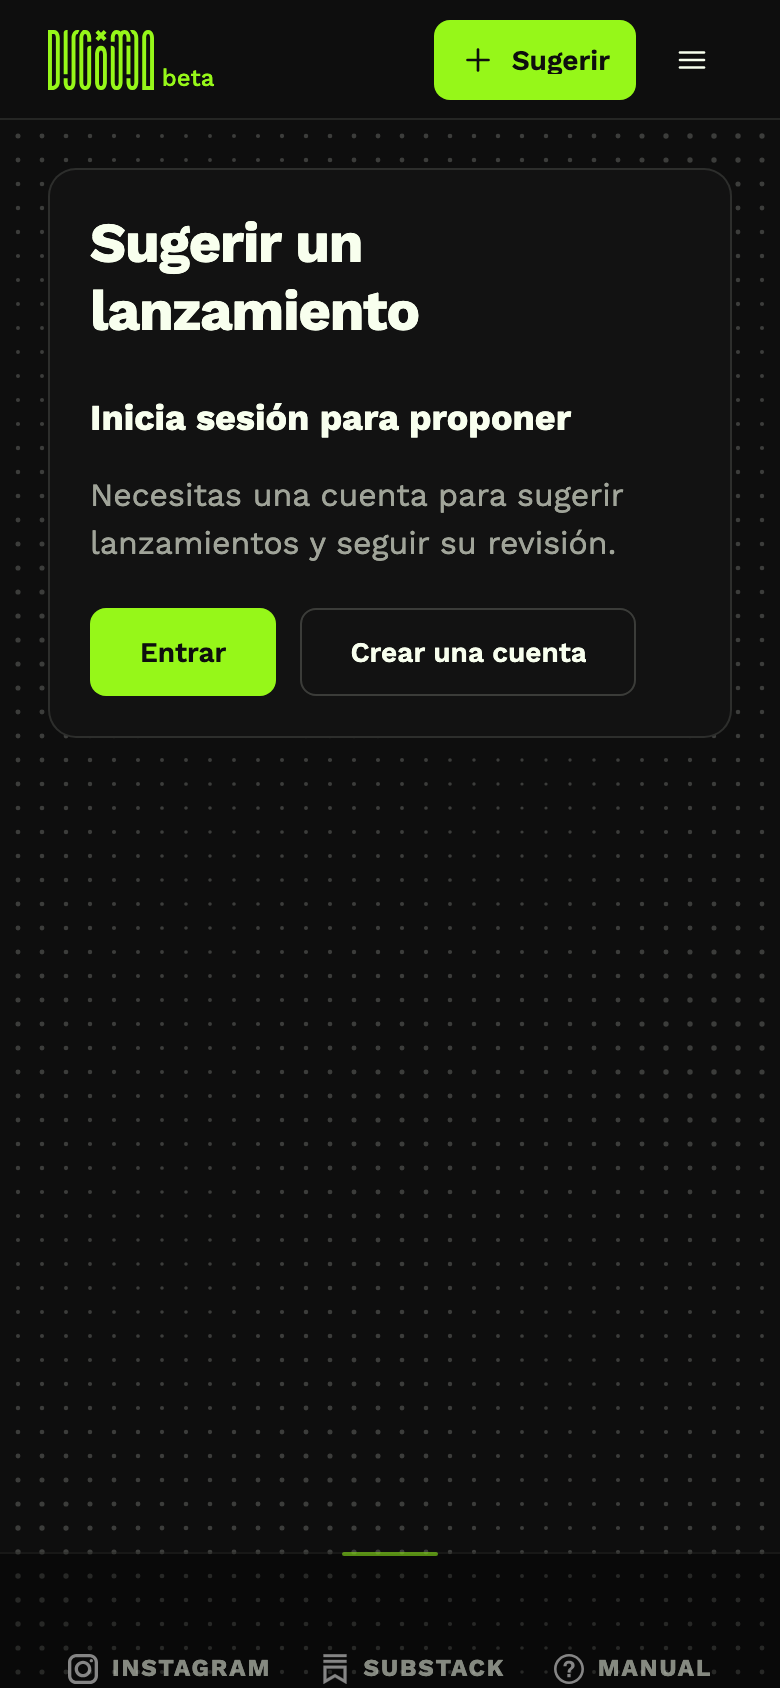 beta
Sugerir
Sugerir un
lanzamiento
Inicia sesión para proponer
Necesitas una cuenta para sugerir
lanzamientos y seguir su revisión.
Entrar
Crear una cuenta
INSTAGRAM
SUBSTACK
MANUAL